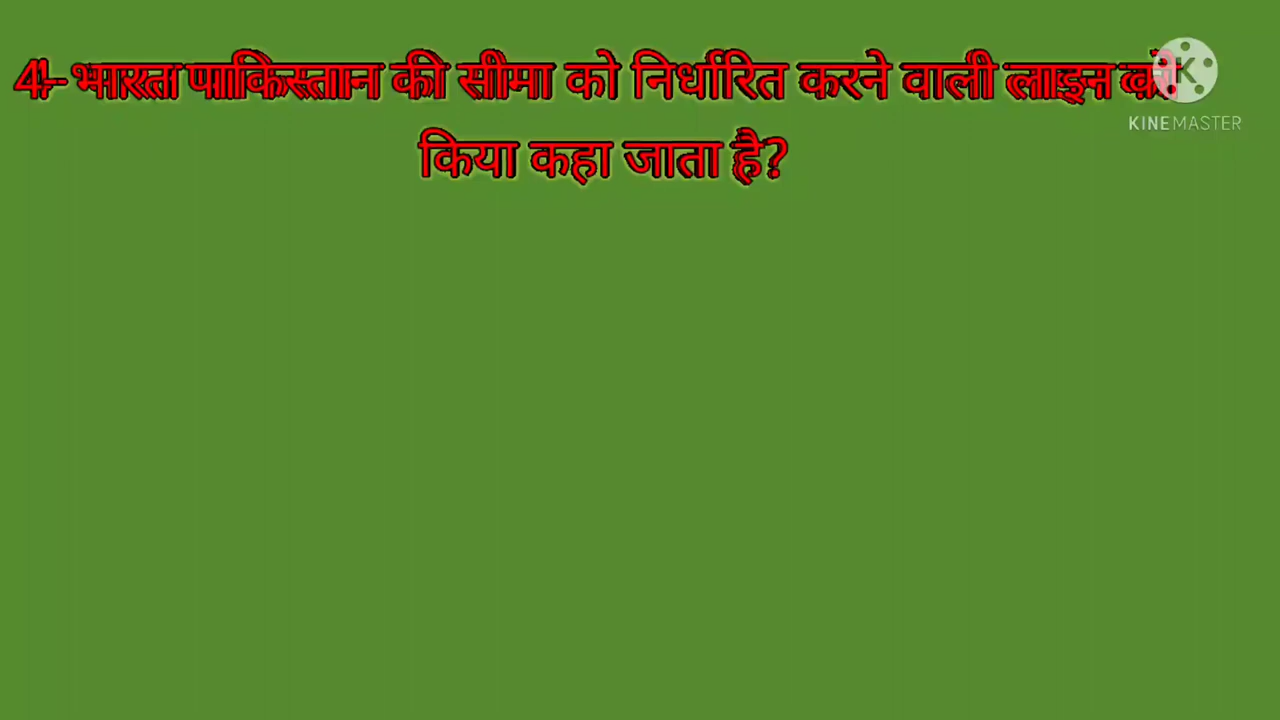 4- भारत पाकिस्तान की सीमा को निर्धारित करने वाली लाइन को
किया कहा जाता है?
K
KINEMASTER